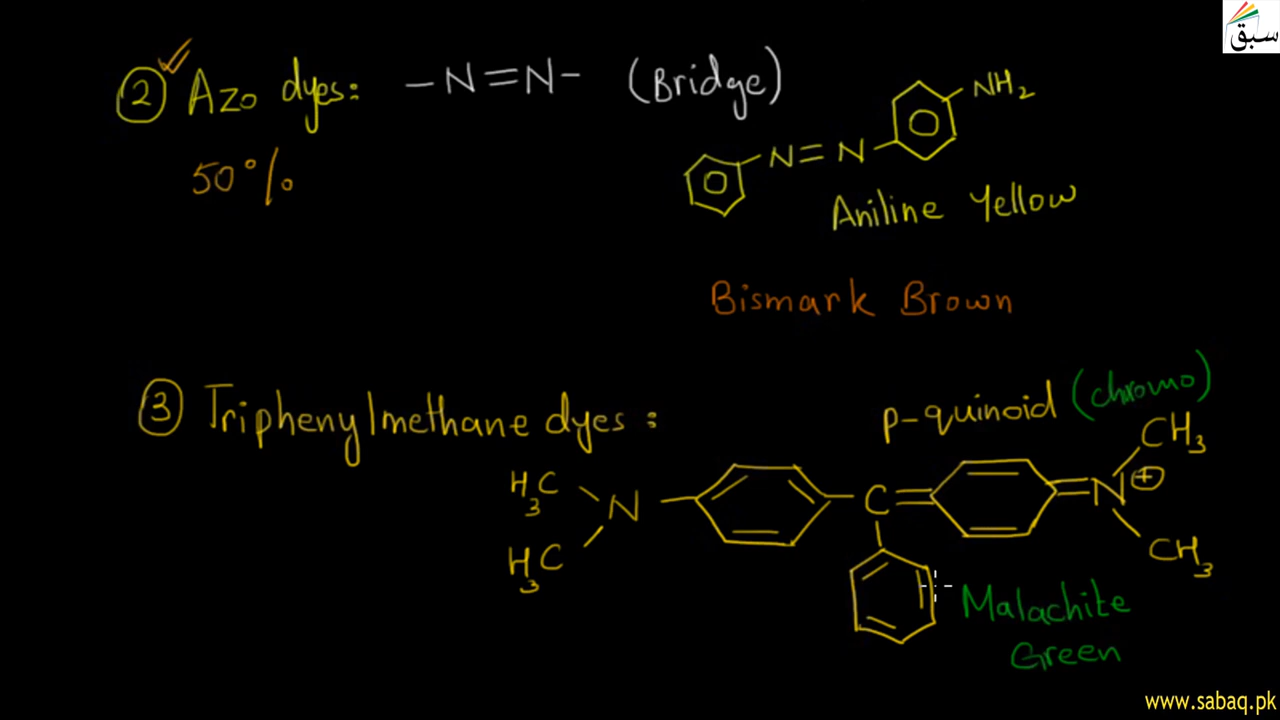 سبق
② Azo dyes: -N=N- (Bridge)
50%
N=N NH2
Aniline Yellow
Bismark Brown
③ Triphenylmethane dyes:
p-quinoid (chromo)
H3C CH3
N C N⊕
H3C CH3
Malachite
Green
www.sabaq.pk